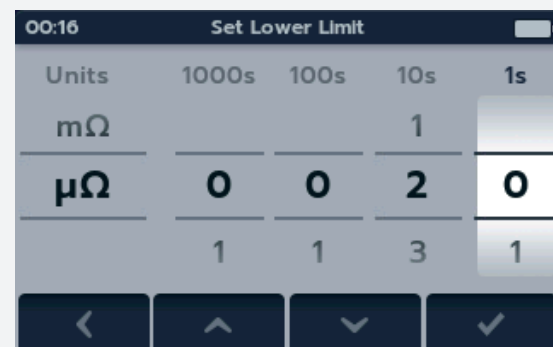 00:16 Set Lower Limit
Units 1000s 100s 10s 1s
mΩ 1
µΩ 0 0 2 0
1 1 3 1